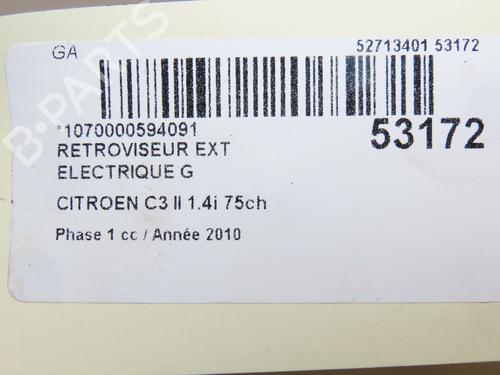 GA
52713401 53172
*1070000594091
53172
RETROVISEUR EXT
ELECTRIQUE G
CITROEN C3 II 1.4i 75ch
Phase 1 cc / Année 2010
B-PARTS